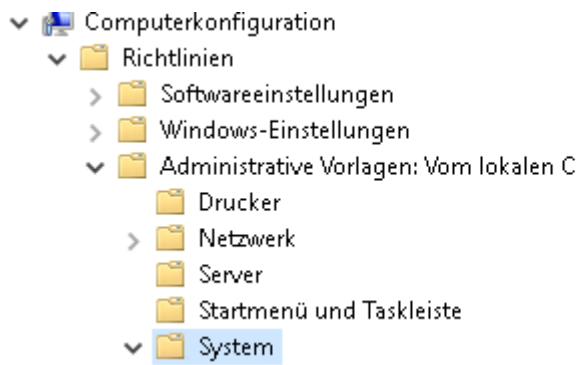 Computerkonfiguration
Richtlinien
Softwareeinstellungen
Windows-Einstellungen
Administrative Vorlagen: Vom lokalen C
Drucker
Netzwerk
Server
Startmenü und Taskleiste
System